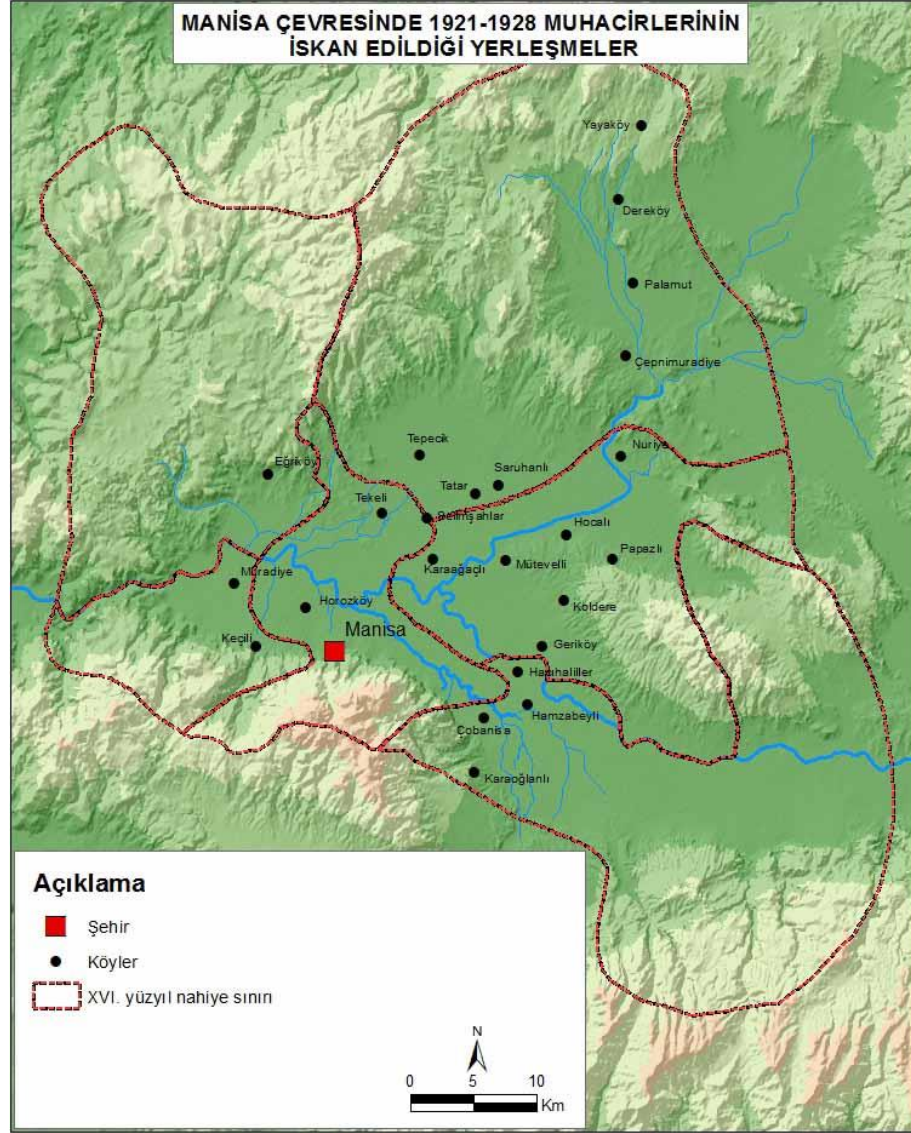 MANİSA ÇEVRESİNDE 1921-1928 MUHACİRLERİNİN
İSKAN EDİLDİĞİ YERLEŞMELER
Yayaköy
Dereköy
Palamut
Çepnimuradiye
Nuriye
Tepecik
Saruhanlı
Eğriköy
Tatar
Tekeli
Selimşahlar
Hocalı
Karaağaçlı
Mütevelli
Papazlı
Muradiye
Horozköy
Koldere
Manisa
Keçili
Geriköy
Hacıhaliller
Hamzabeyli
Çobanisa
Karaoğlanlı
Açıklama
Şehir
Köyler
XVI. yüzyıl nahiye sınırı
N
0 5 10
Km